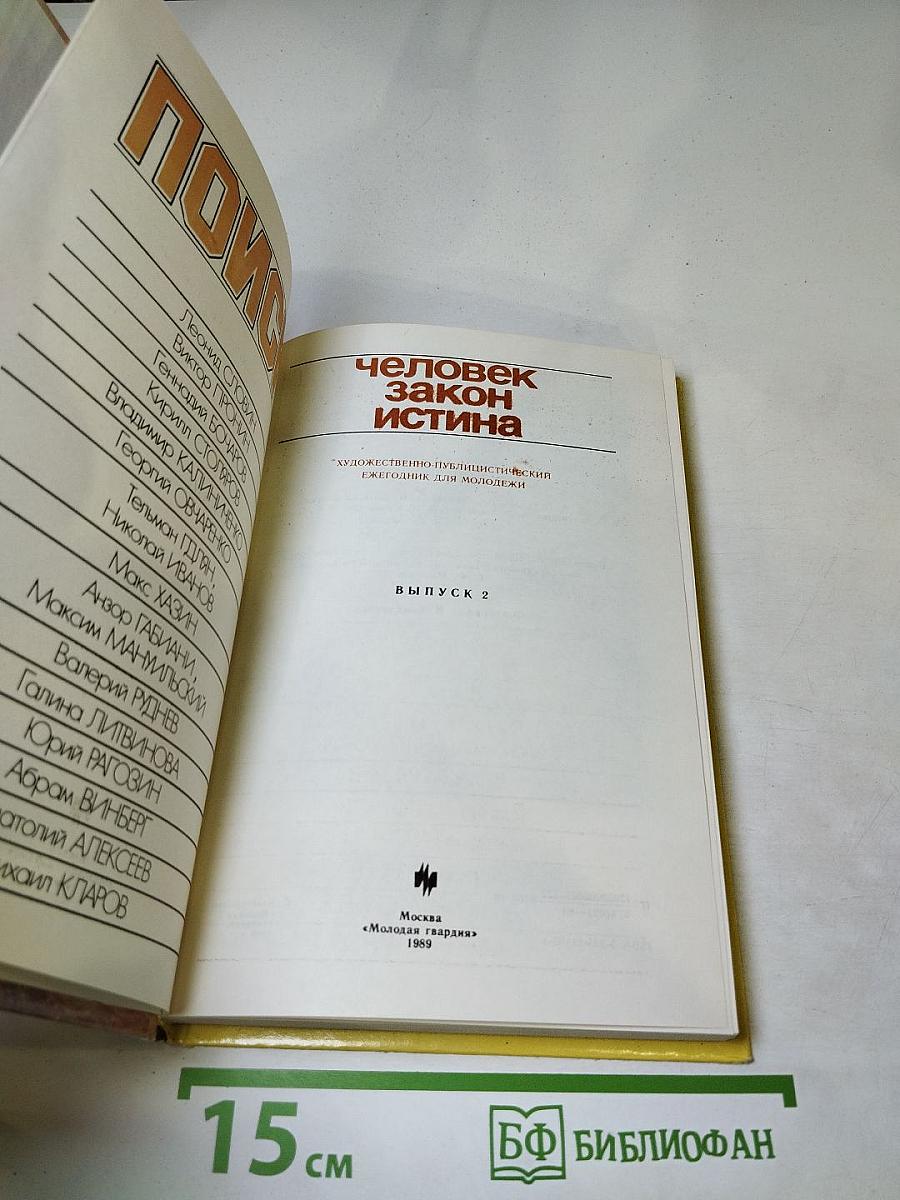 ПОИС
Леонид СЛОВИН
Виктор ПРОНИН
Геннадий БОЧАРОВ
Кирилл СТОЛЯРОВ
Владимир КАЛИНИЧЕНКО
Георгий ОВЧАРЕНКО
Тельман ГДЛЯН,
Николай ИВАНОВ
Макс ХАЗИН
Анзор ГАБИАНИ,
Максим МАНУИЛЬСКИЙ
Валерий РУДНЕВ
Галина ЛИТВИНОВА
Юрий РАГОЗИН
Абрам ВИНБЕРГ
натолий АЛЕКСЕЕВ
ихаил КЛАРОВ
человек
закон
истина
ХУДОЖЕСТВЕННО-ПУБЛИЦИСТИЧЕСКИЙ
ЕЖЕГОДНИК ДЛЯ МОЛОДЕЖИ
ВЫПУСК 2
Москва
«Молодая гвардия»
1989
15 см
БФ БИБЛИОФАН